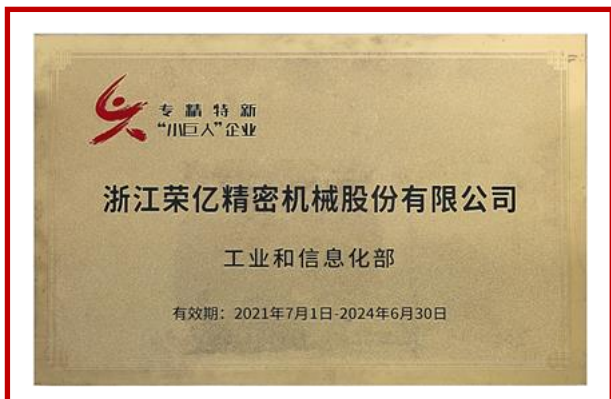 专精特新
“小巨人”企业
浙江荣亿精密机械股份有限公司
工业和信息化部
有效期：2021年7月1日-2024年6月30日